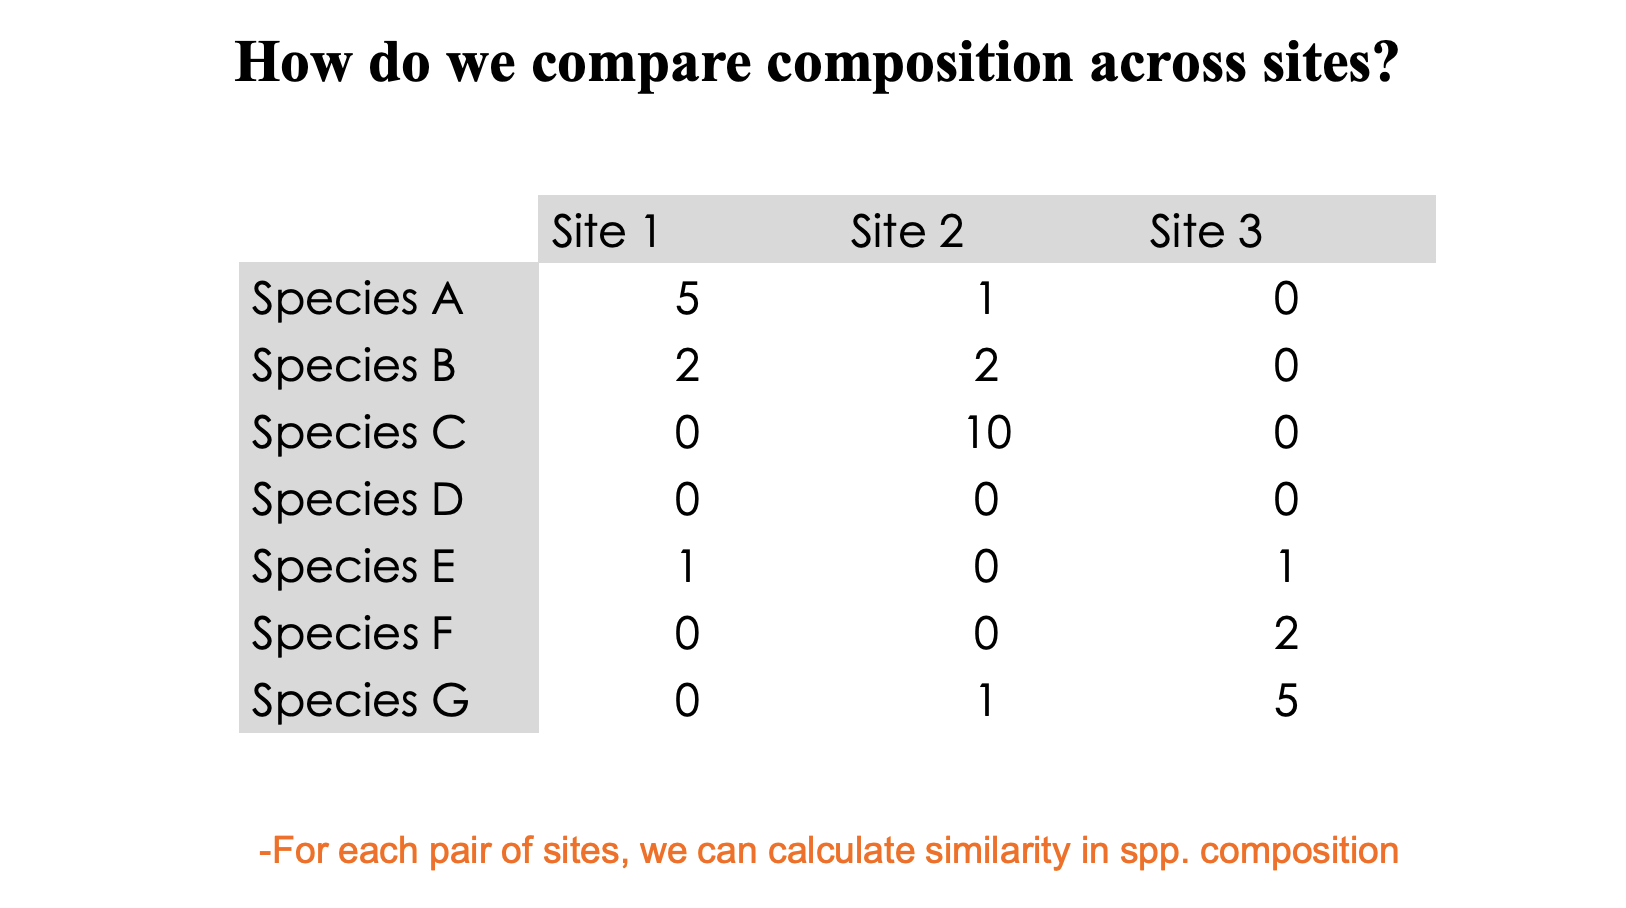 How do we compare composition across sites?
Site 1 Site 2 Site 3
Species A 5 1 0
Species B 2 2 0
Species C 0 10 0
Species D 0 0 0
Species E 1 0 1
Species F 0 0 2
Species G 0 1 5
-For each pair of sites, we can calculate similarity in spp. composition